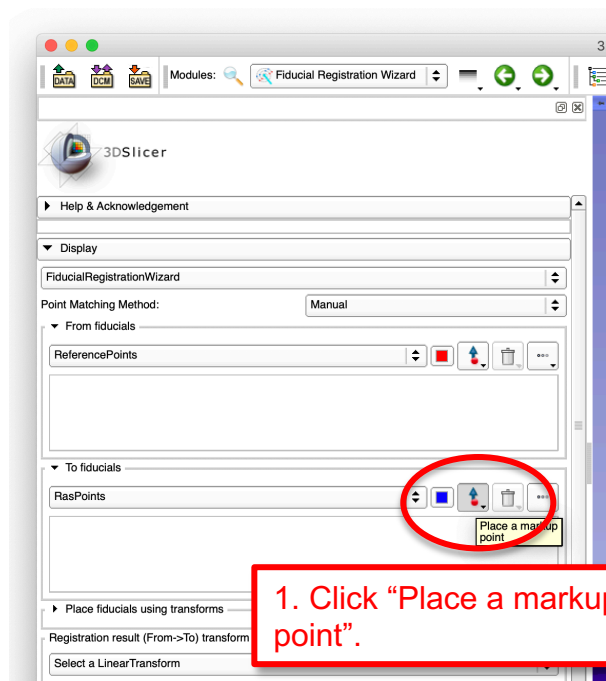 3
DATA DCM SAVE Modules: Fiducial Registration Wizard
3DSlicer
Help & Acknowledgement
Display
FiducialRegistrationWizard
Point Matching Method: Manual
From fiducials
ReferencePoints
To fiducials
RasPoints
Place a markup
point
1. Click “Place a markup
point”.
Place fiducials using transforms
Registration result (From->To) transform
Select a LinearTransform